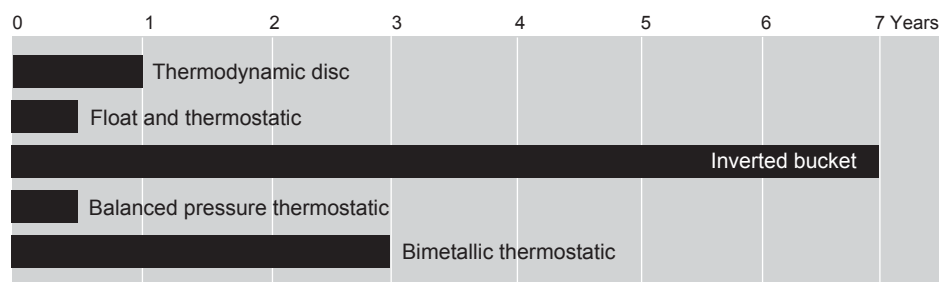 0 1 2 3 4 5 6 7 Years
Thermodynamic disc
Float and thermostatic
Inverted bucket
Balanced pressure thermostatic
Bimetallic thermostatic